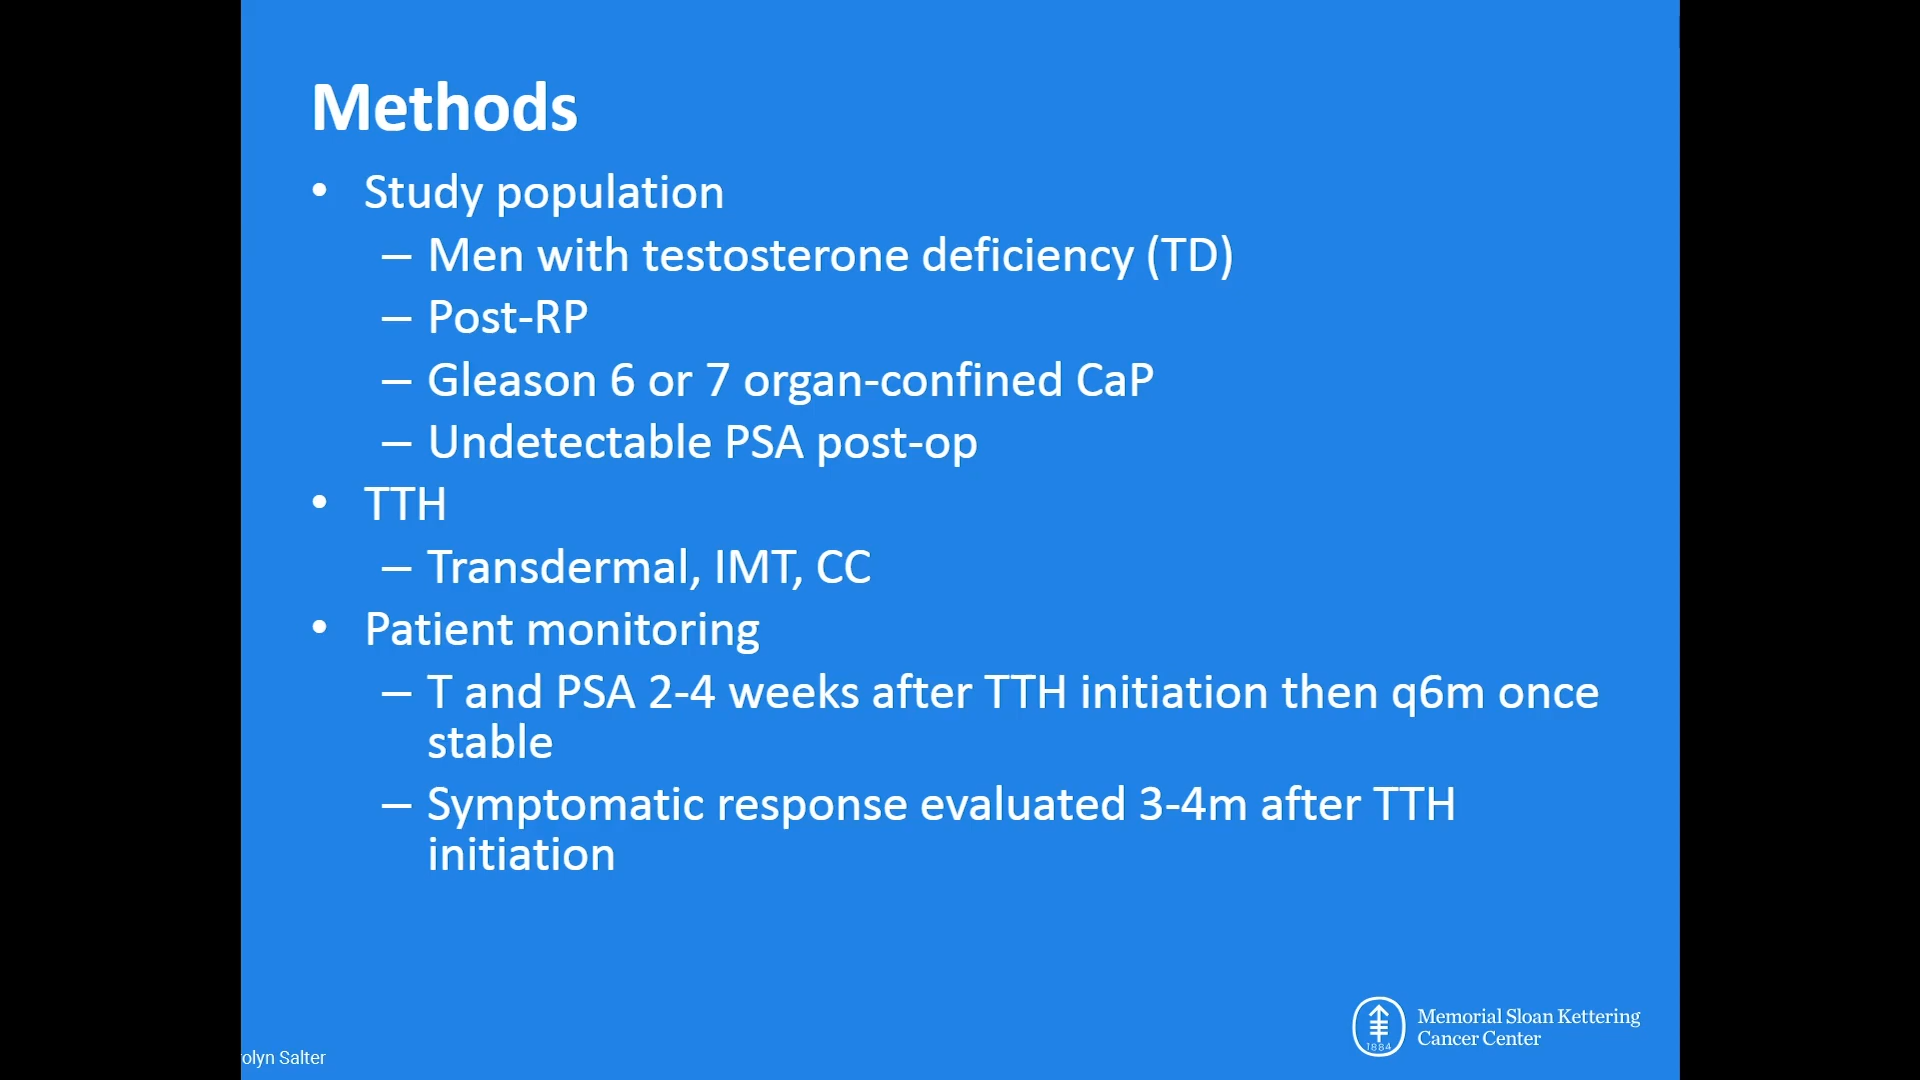 Methods
• Study population
– Men with testosterone deficiency (TD)
– Post-RP
– Gleason 6 or 7 organ-confined CaP
– Undetectable PSA post-op
• TTH
– Transdermal, IMT, CC
• Patient monitoring
– T and PSA 2-4 weeks after TTH initiation then q6m once
stable
– Symptomatic response evaluated 3-4m after TTH
initiation
Memorial Sloan Kettering
Cancer Center
1884
olyn Salter